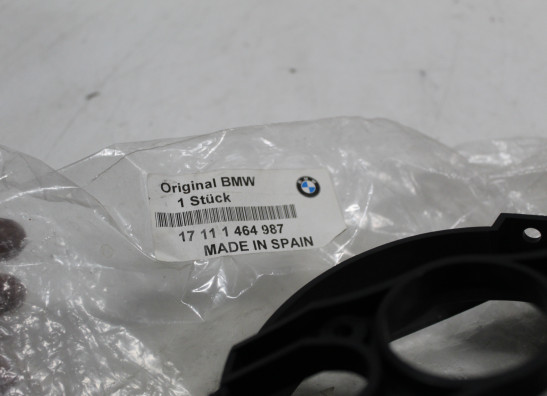 Original BMW
1 Stück
17 11 1 464 987
MADE IN SPAIN